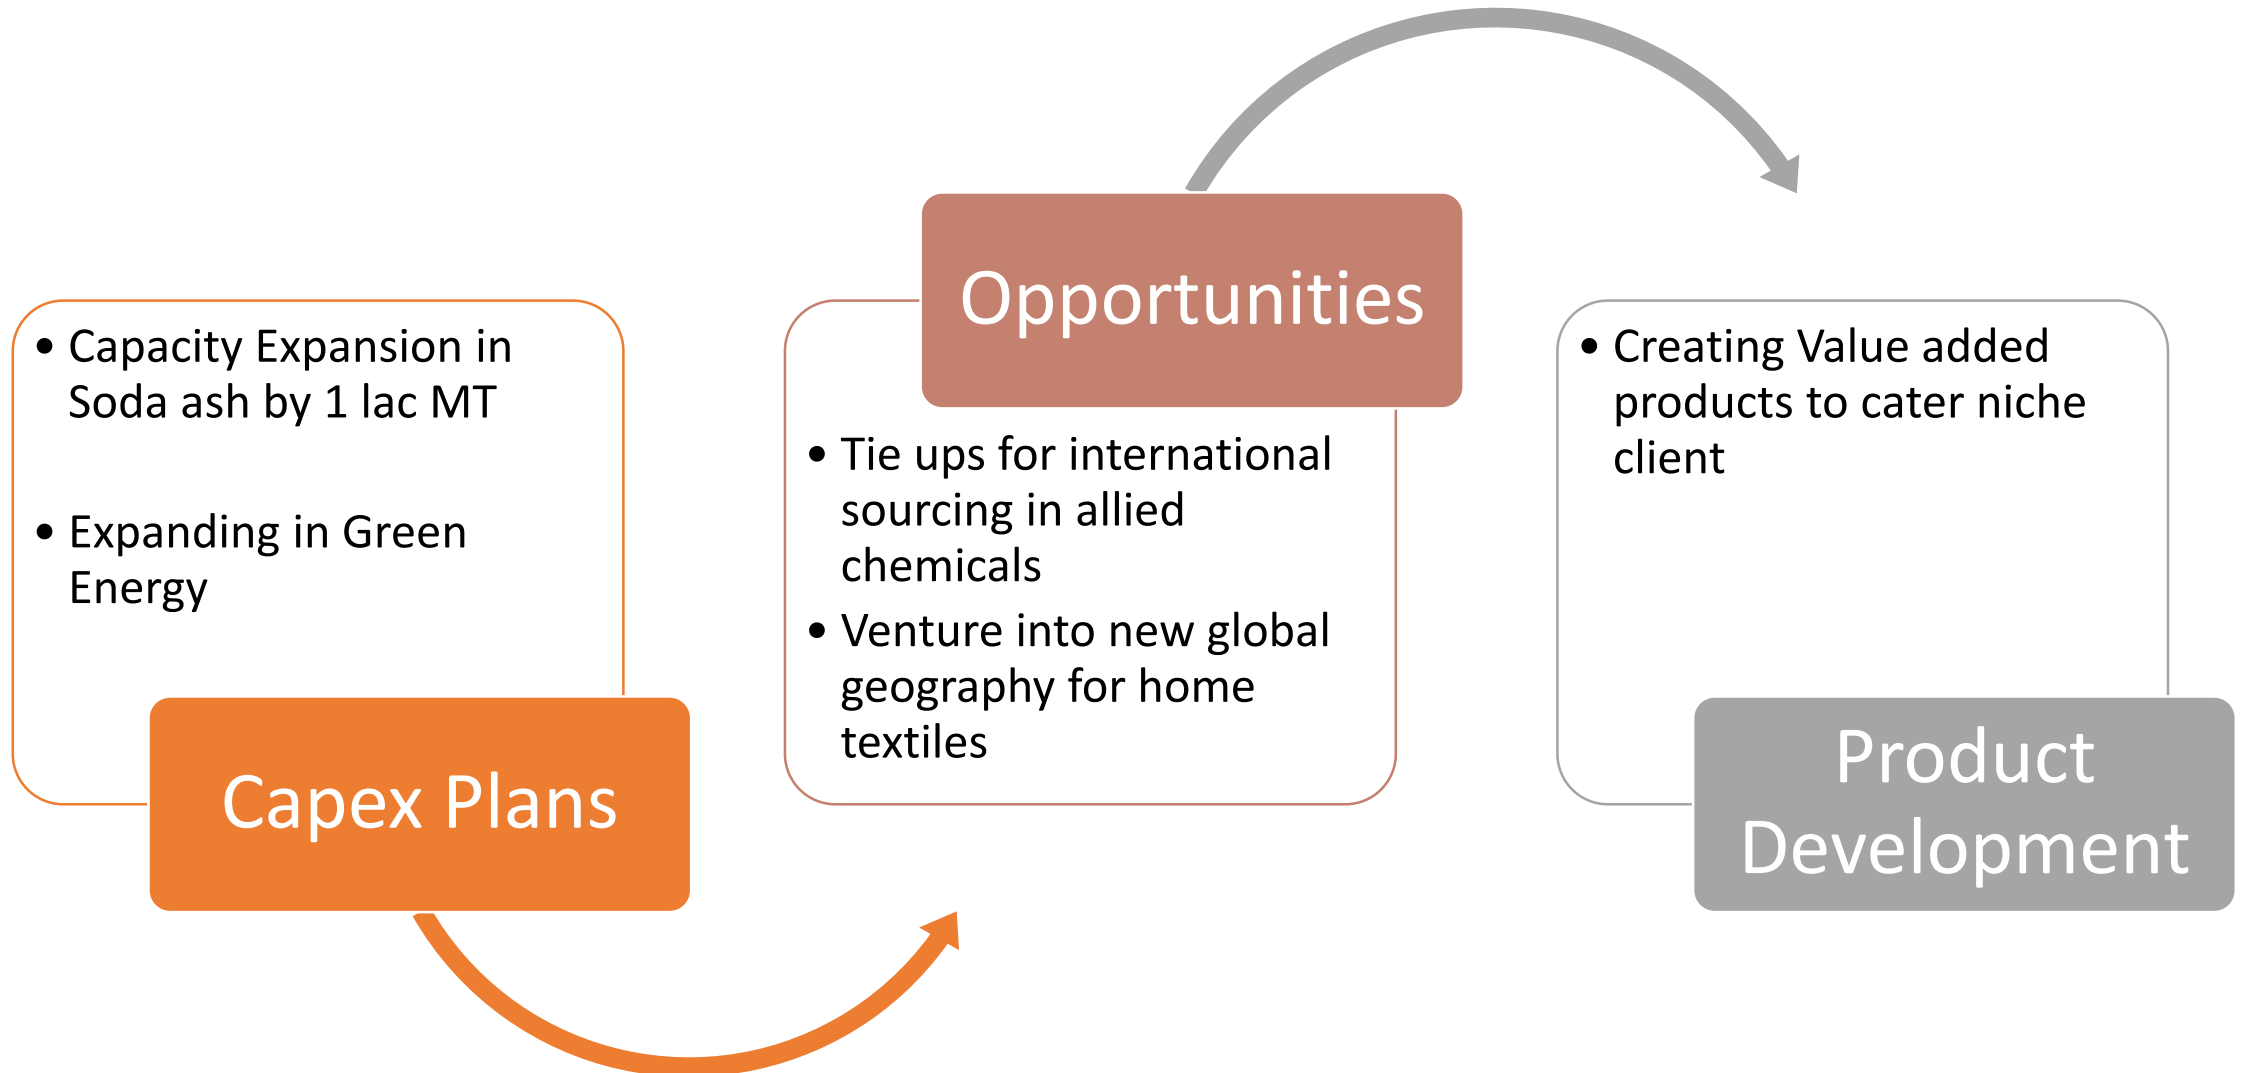 • Capacity Expansion in
Soda ash by 1 lac MT
• Expanding in Green
Energy
Capex Plans
Opportunities
• Tie ups for international
sourcing in allied
chemicals
• Venture into new global
geography for home
textiles
• Creating Value added
products to cater niche
client
Product
Development